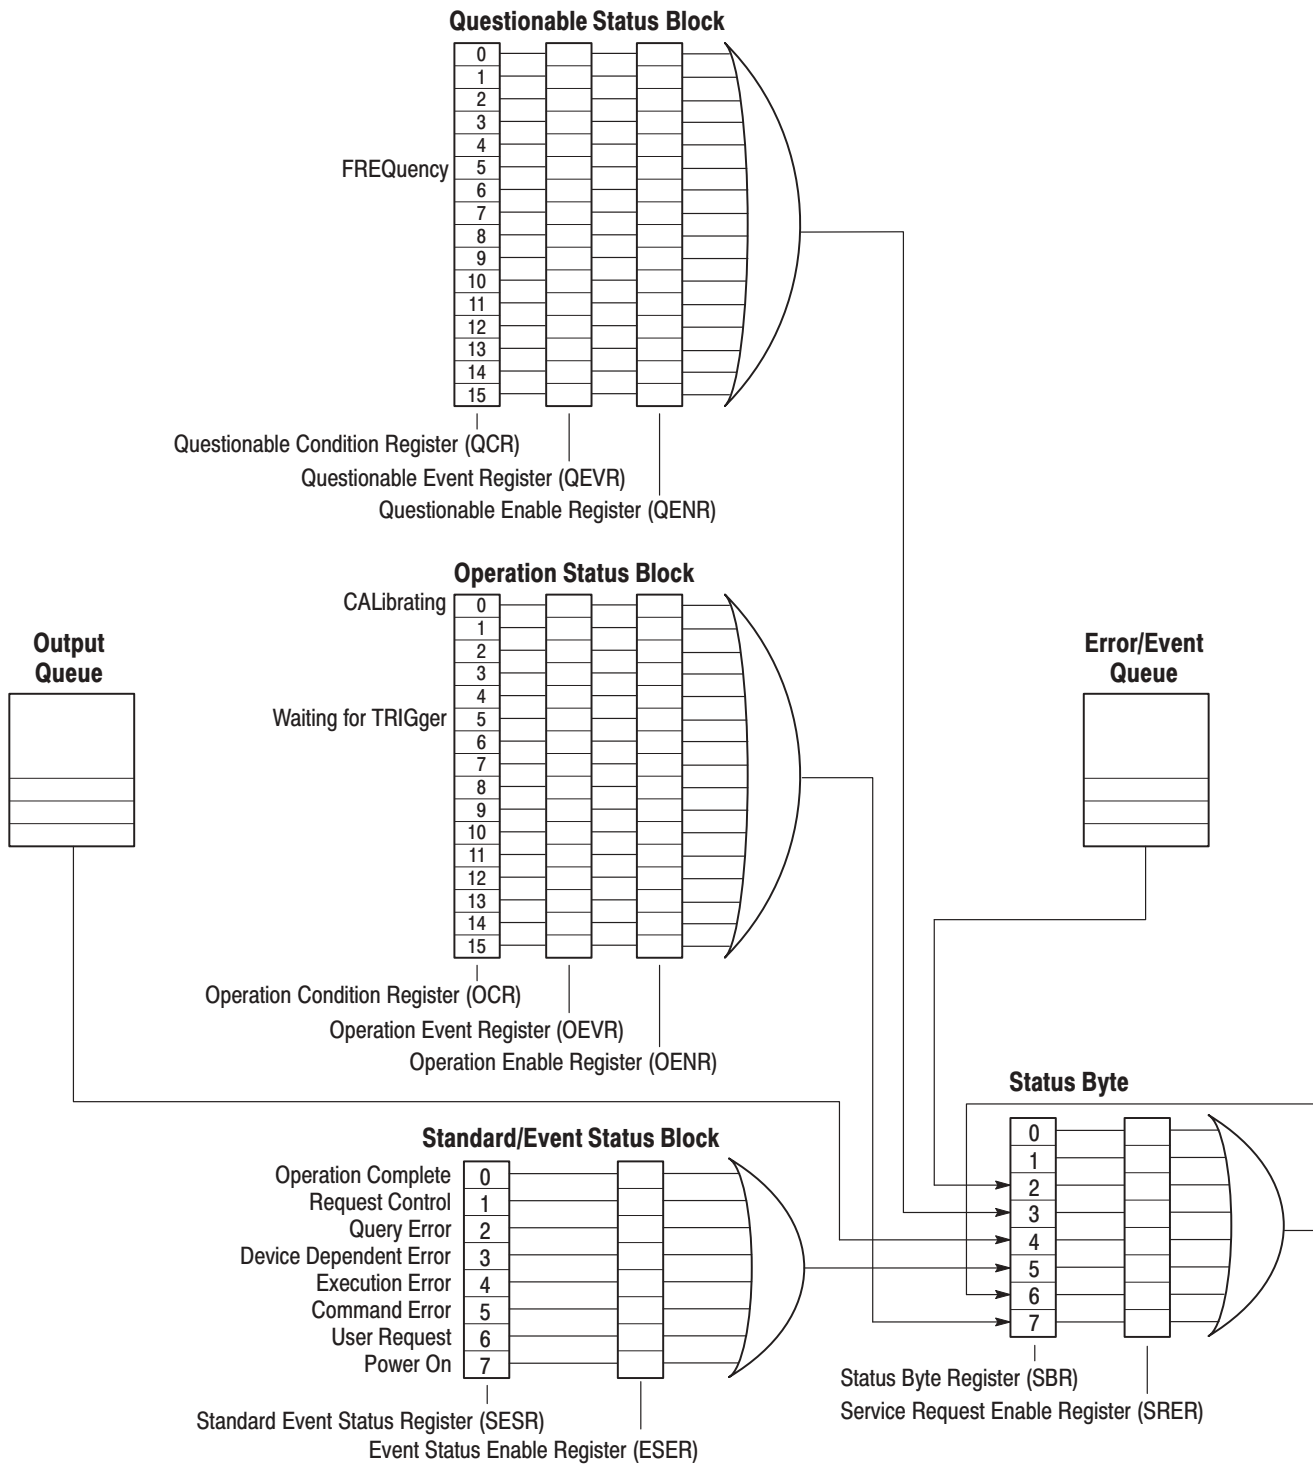 Questionable Status Block
0
1
2
3
4
FREQuency 5
6
7
8
9
10
11
12
13
14
15
Questionable Condition Register (QCR)
Questionable Event Register (QEVR)
Questionable Enable Register (QENR)
Operation Status Block
CALibrating 0
1
2
3
4
Waiting for TRIGger 5
6
7
8
9
10
11
12
13
14
15
Operation Condition Register (OCR)
Operation Event Register (OEVR)
Operation Enable Register (OENR)
Output
Queue
Error/Event
Queue
Standard/Event Status Block
Operation Complete 0
Request Control 1
Query Error 2
Device Dependent Error 3
Execution Error 4
Command Error 5
User Request 6
Power On 7
Standard Event Status Register (SESR)
Event Status Enable Register (ESER)
Status Byte
0
1
2
3
4
5
6
7
Status Byte Register (SBR)
Service Request Enable Register (SRER)